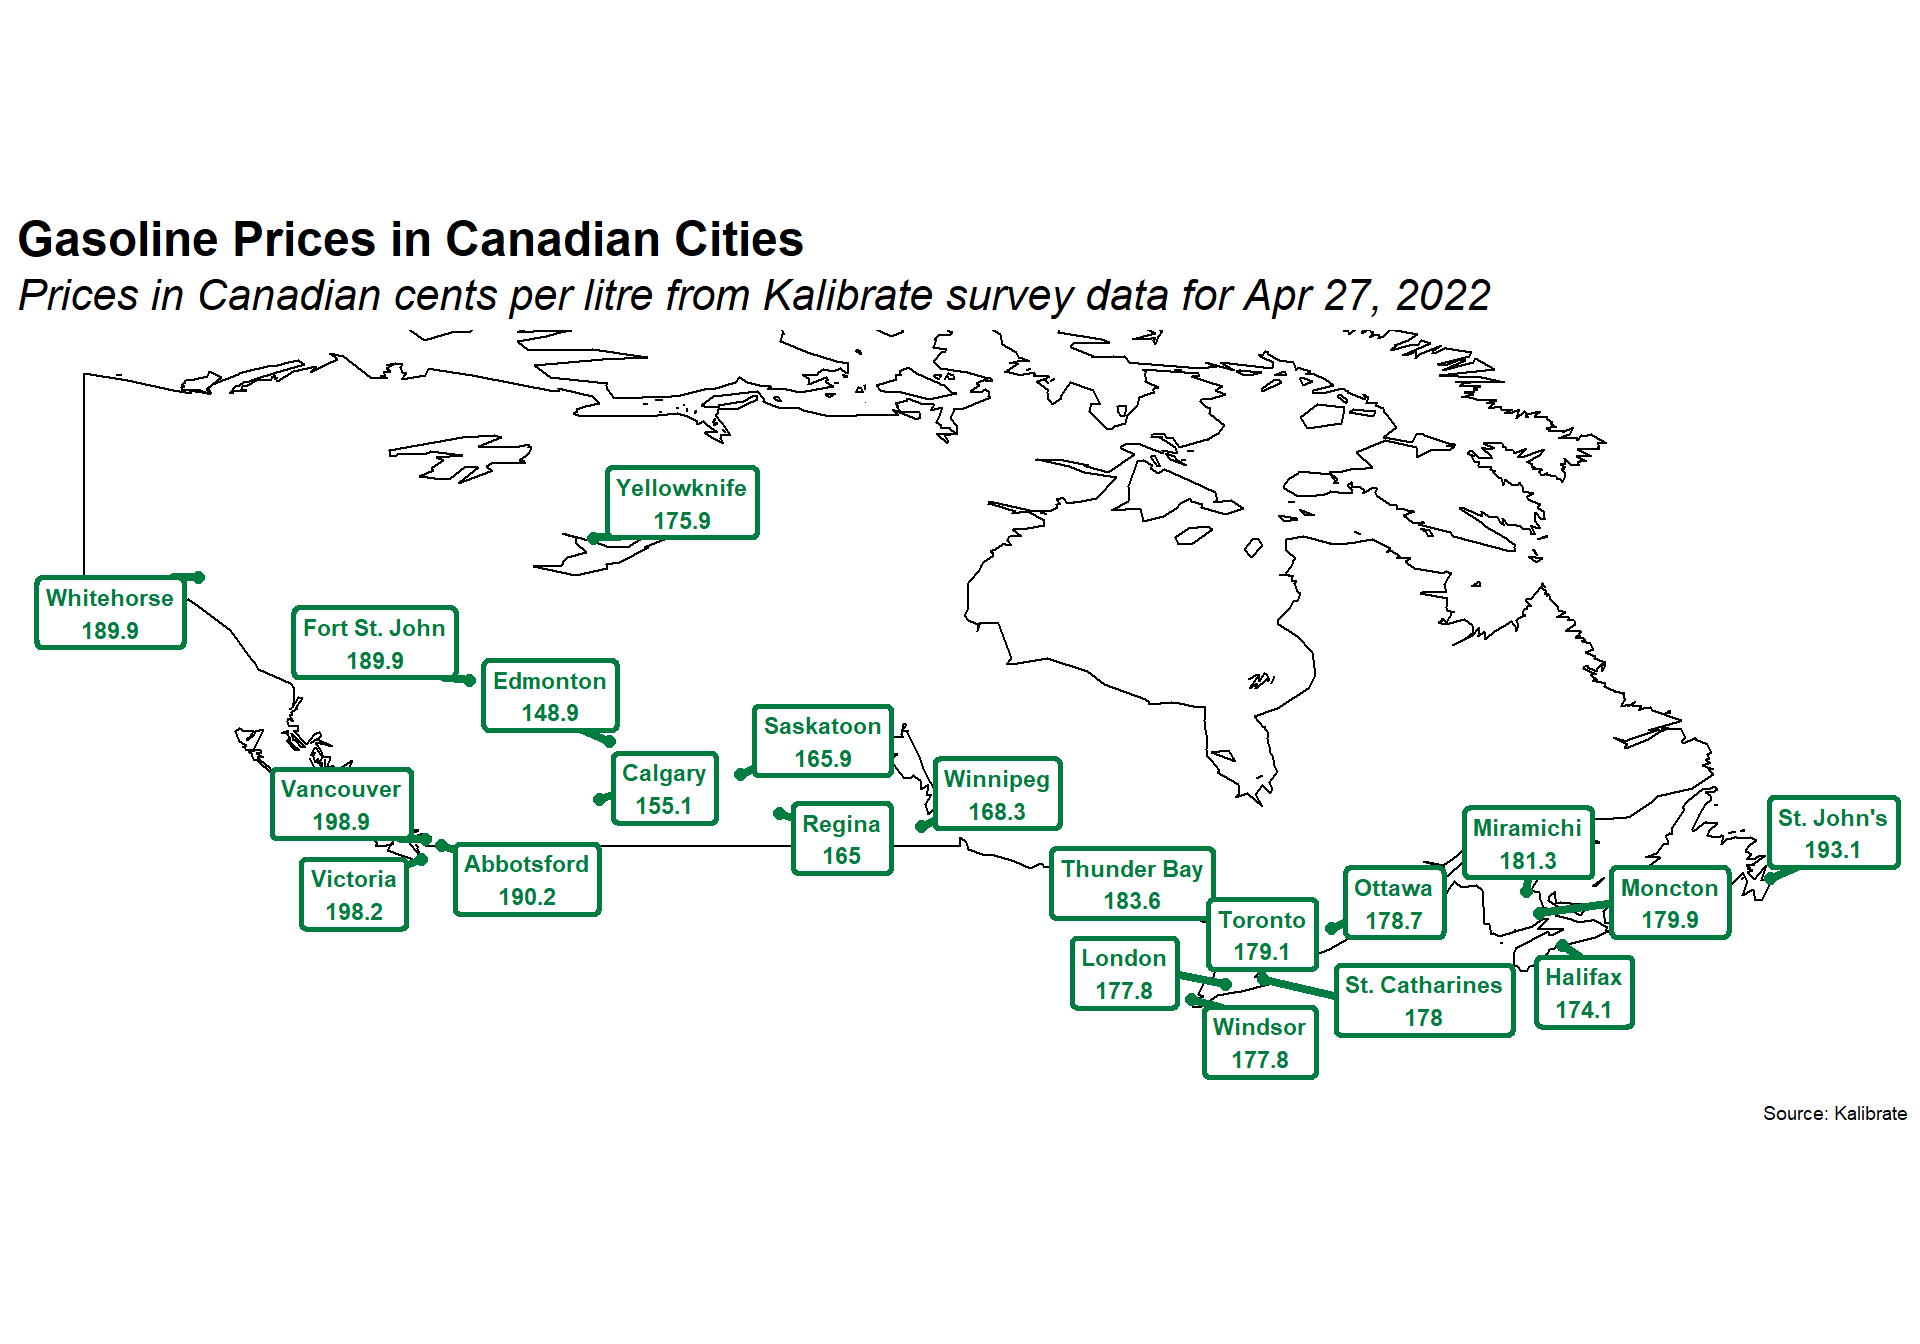 Gasoline Prices in Canadian Cities
Prices in Canadian cents per litre from Kalibrate survey data for Apr 27, 2022
Yellowknife
175.9
Whitehorse
189.9
Fort St. John
189.9
Edmonton
148.9
Saskatoon
165.9
Calgary
155.1
Winnipeg
168.3
Vancouver
198.9
Regina
165
Abbotsford
190.2
Victoria
198.2
St. John's
193.1
Miramichi
181.3
Thunder Bay
183.6
Ottawa
178.7
Moncton
179.9
Toronto
179.1
London
177.8
St. Catharines
178
Halifax
174.1
Windsor
177.8
Source: Kalibrate